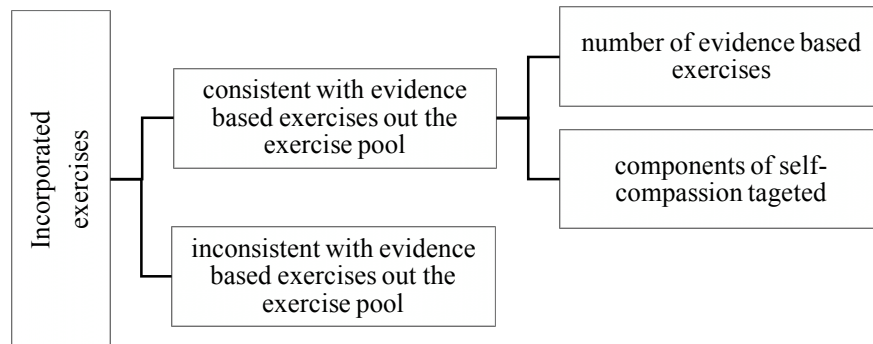 Incorporated
exercises
consistent with evidence
based exercises out the
exercise pool
inconsistent with evidence
based exercises out the
exercise pool
number of evidence based
exercises
components of self-
compassion tageted